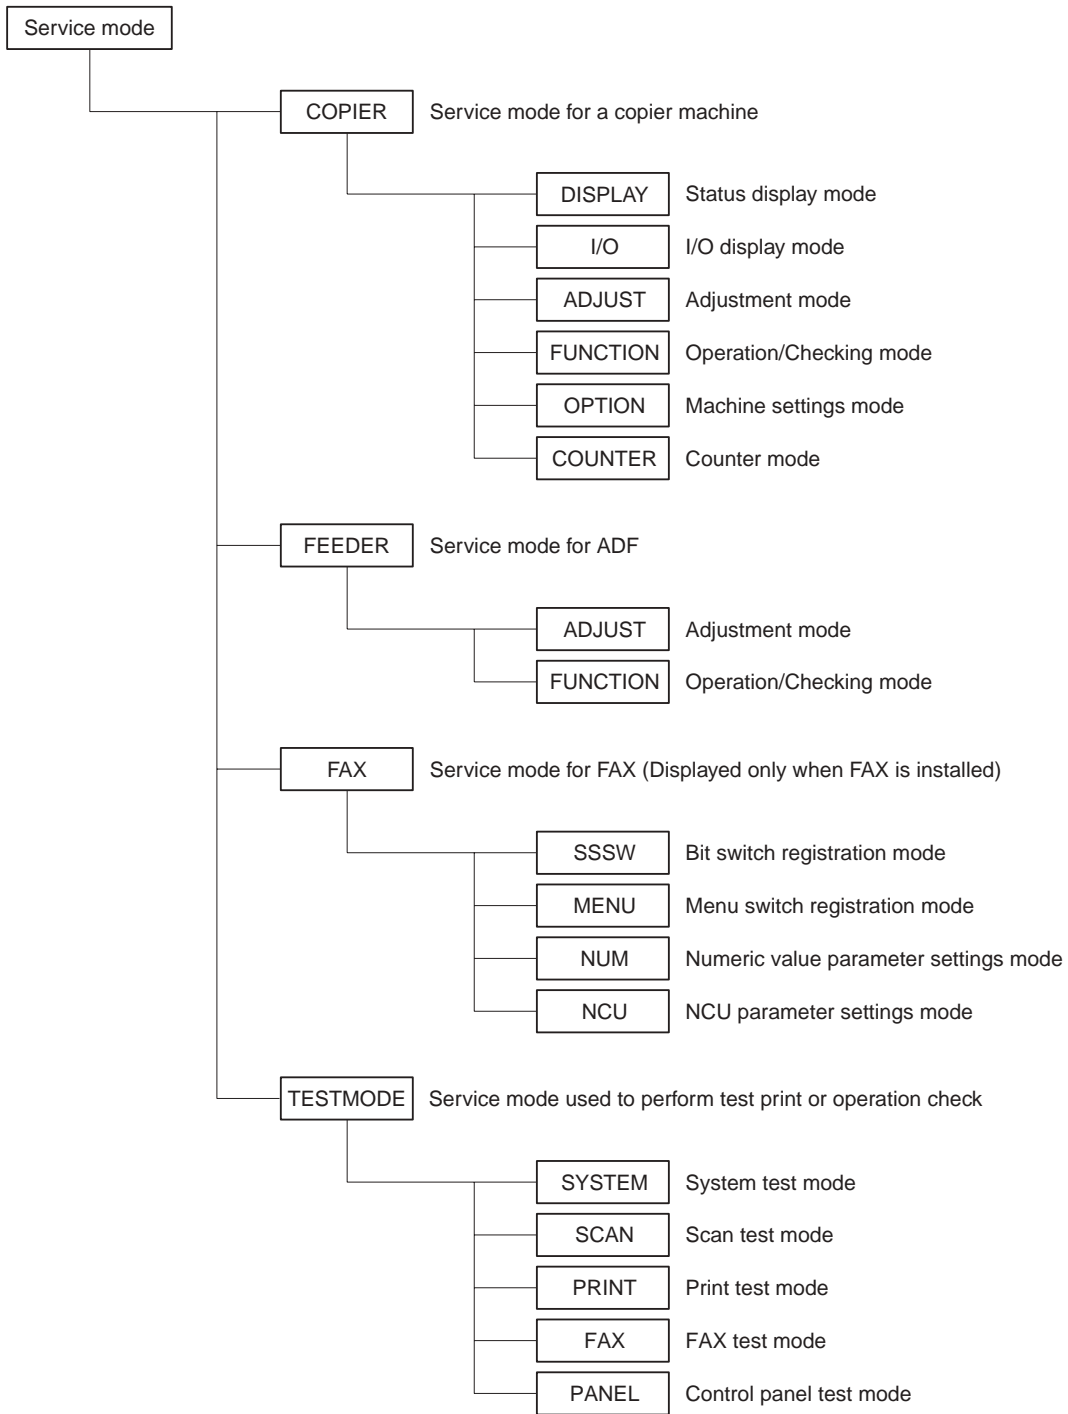 Service mode
COPIER Service mode for a copier machine
DISPLAY Status display mode
I/O I/O display mode
ADJUST Adjustment mode
FUNCTION Operation/Checking mode
OPTION Machine settings mode
COUNTER Counter mode
FEEDER Service mode for ADF
ADJUST Adjustment mode
FUNCTION Operation/Checking mode
FAX Service mode for FAX (Displayed only when FAX is installed)
SSSW Bit switch registration mode
MENU Menu switch registration mode
NUM Numeric value parameter settings mode
NCU NCU parameter settings mode
TESTMODE Service mode used to perform test print or operation check
SYSTEM System test mode
SCAN Scan test mode
PRINT Print test mode
FAX FAX test mode
PANEL Control panel test mode